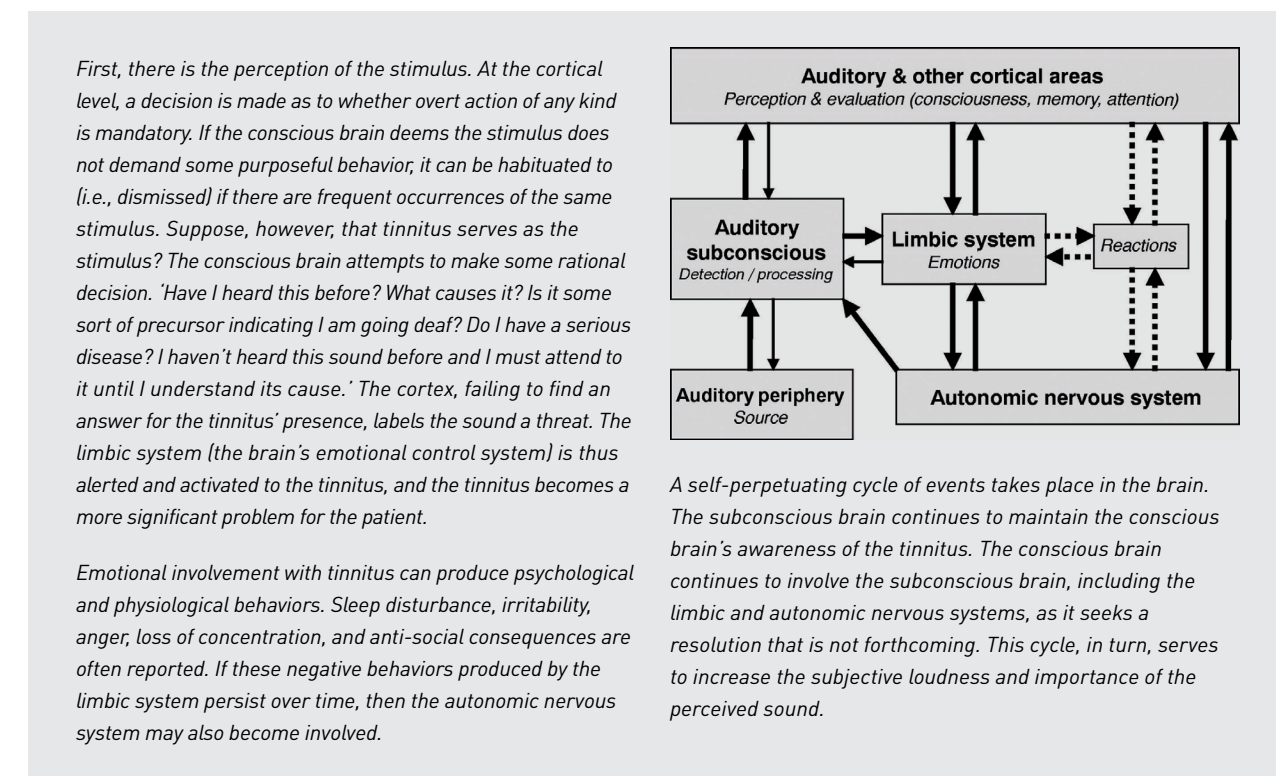 First, there is the perception of the stimulus. At the cortical
level, a decision is made as to whether overt action of any kind
is mandatory. If the conscious brain deems the stimulus does
not demand some purposeful behavior, it can be habituated to
(i.e., dismissed) if there are frequent occurrences of the same
stimulus. Suppose, however, that tinnitus serves as the
stimulus? The conscious brain attempts to make some rational
decision. ‘Have I heard this before? What causes it? Is it some
sort of precursor indicating I am going deaf? Do I have a serious
disease? I haven’t heard this sound before and I must attend to
it until I understand its cause.’ The cortex, failing to find an
answer for the tinnitus’ presence, labels the sound a threat. The
limbic system (the brain’s emotional control system) is thus
alerted and activated to the tinnitus, and the tinnitus becomes a
more significant problem for the patient.
Emotional involvement with tinnitus can produce psychological
and physiological behaviors. Sleep disturbance, irritability,
anger, loss of concentration, and anti-social consequences are
often reported. If these negative behaviors produced by the
limbic system persist over time, then the autonomic nervous
system may also become involved.
Auditory & other cortical areas
Perception & evaluation (consciousness, memory, attention)
Auditory
subconscious
Detection / processing
Limbic system
Emotions
Reactions
Auditory periphery
Source
Autonomic nervous system
A self-perpetuating cycle of events takes place in the brain.
The subconscious brain continues to maintain the conscious
brain’s awareness of the tinnitus. The conscious brain
continues to involve the subconscious brain, including the
limbic and autonomic nervous systems, as it seeks a
resolution that is not forthcoming. This cycle, in turn, serves
to increase the subjective loudness and importance of the
perceived sound.